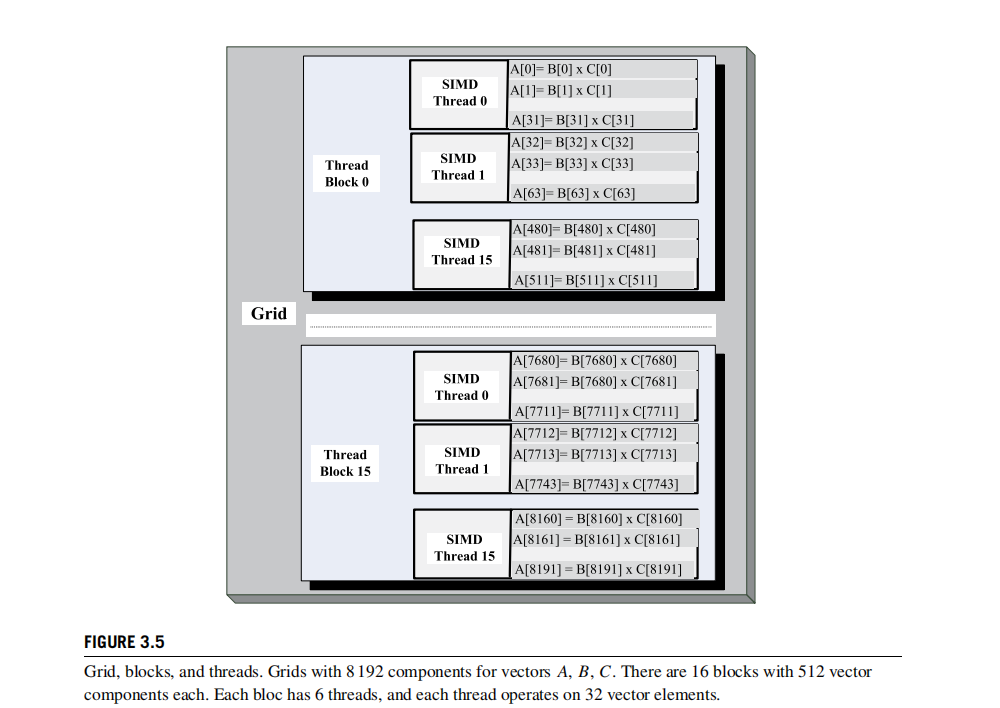 A[0]= B[0] x C[0]
SIMD
Thread 0
A[1]= B[1] x C[1]
A[31]= B[31] x C[31]
A[32]= B[32] x C[32]
SIMD
Thread 1
A[33]= B[33] x C[33]
A[63]= B[63] x C[63]
Thread
Block 0
A[480]= B[480] x C[480]
SIMD
Thread 15
A[481]= B[481] x C[481]
A[511]= B[511] x C[511]
Grid
A[7680]= B[7680] x C[7680]
SIMD
Thread 0
A[7681]= B[7680] x C[7681]
A[7711]= B[7711] x C[7711]
A[7712]= B[7712] x C[7712]
SIMD
Thread 1
A[7713]= B[7713] x C[7713]
A[7743]= B[7743] x C[7743]
Thread
Block 15
A[8160] = B[8160] x C[8160]
SIMD
Thread 15
A[8161] = B[8161] x C[8161]
A[8191] = B[8191] x C[8191]
FIGURE 3.5
Grid, blocks, and threads. Grids with 8 192 components for vectors A, B, C. There are 16 blocks with 512 vector
components each. Each bloc has 6 threads, and each thread operates on 32 vector elements.